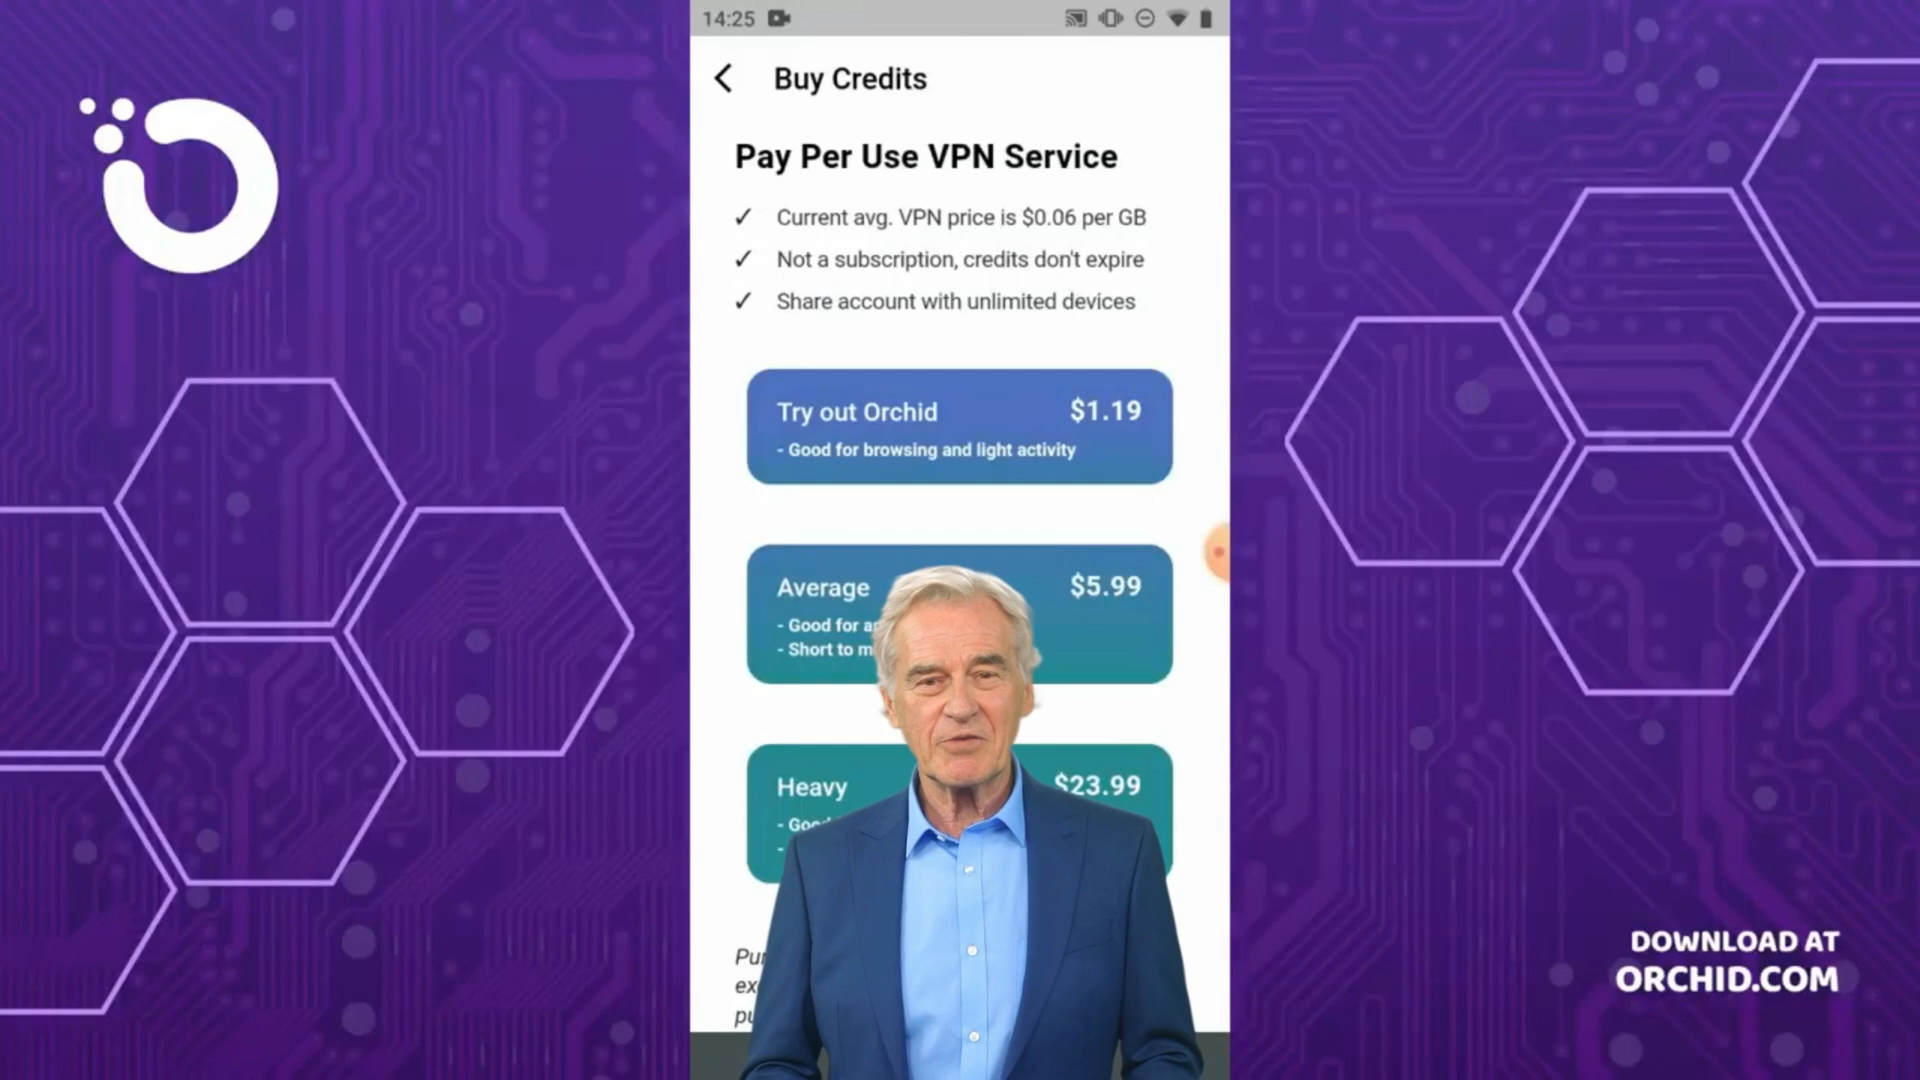 14:25
Buy Credits
Pay Per Use VPN Service
✓ Current avg. VPN price is $0.06 per GB
✓ Not a subscription, credits don't expire
✓ Share account with unlimited devices
Try out Orchid $1.19
- Good for browsing and light activity
Average $5.99
- Good for
- Short to
Heavy $23.99
-
-
DOWNLOAD AT
ORCHID.COM